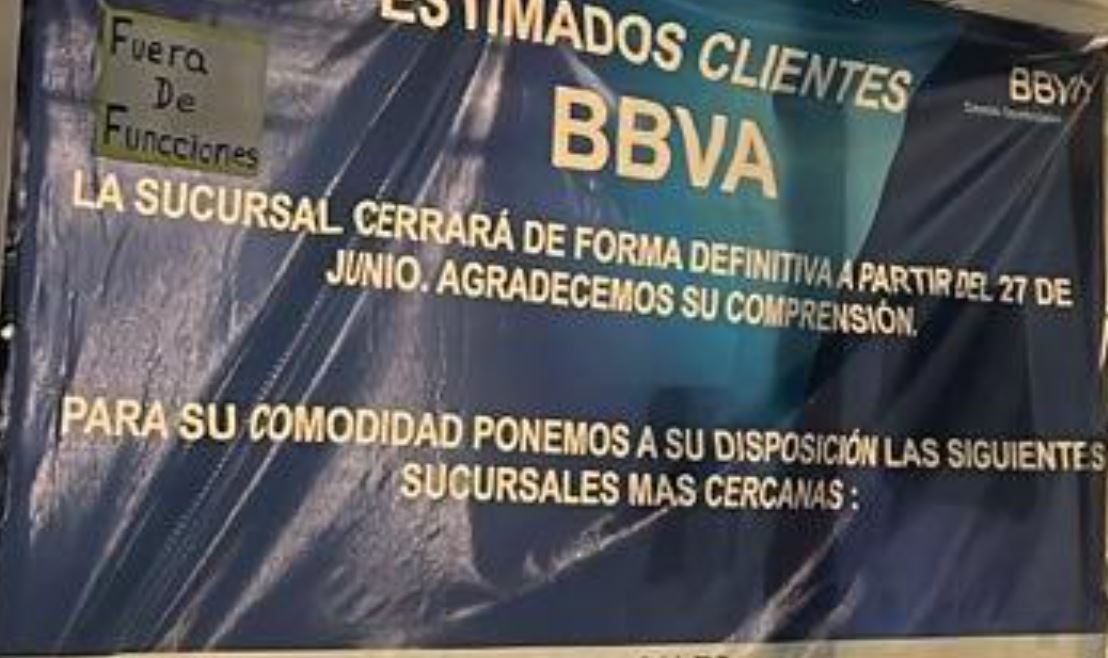 ESTIMADOS CLIENTES
BBVA
BBVA
Fuera
De
Funcciones
LA SUCURSAL CERRARÁ DE FORMA DEFINITIVA A PARTIR DEL 27 DE
JUNIO. AGRADECEMOS SU COMPRENSIÓN.
PARA SU COMODIDAD PONEMOS A SU DISPOSICIÓN LAS SIGUIENTES
SUCURSALES MAS CERCANAS :